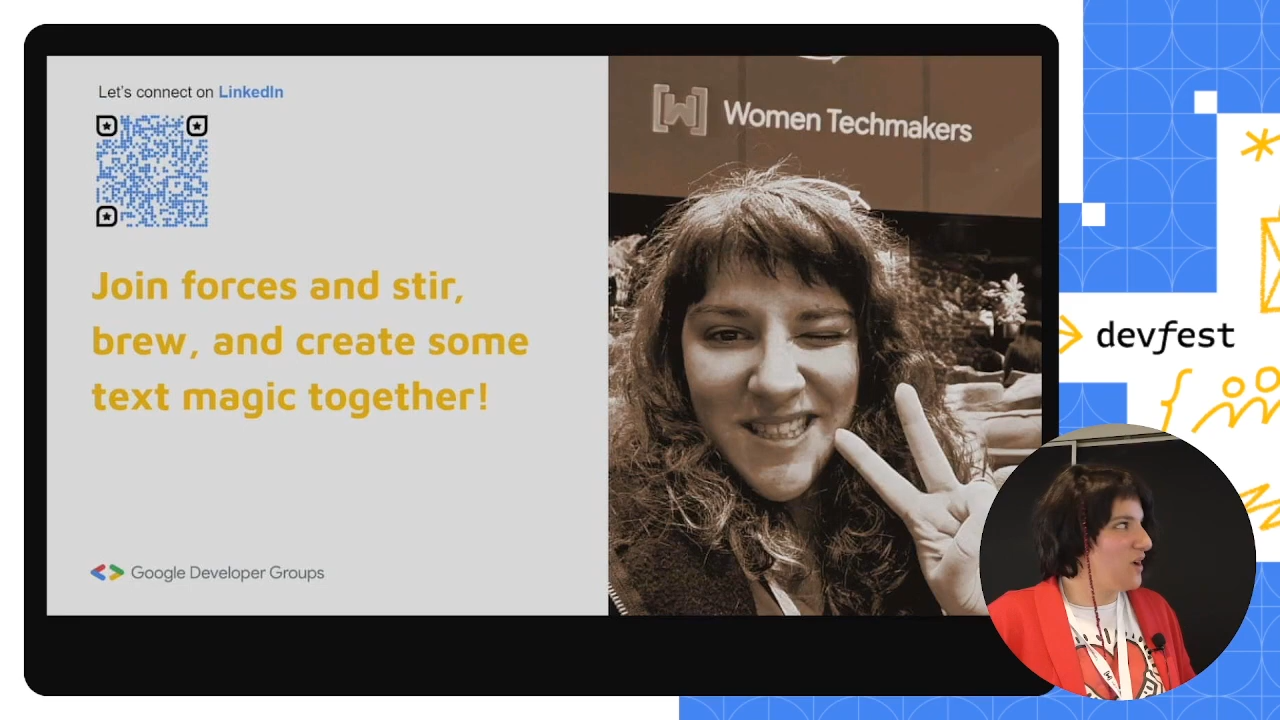 Let's connect on LinkedIn
Women Techmakers
Join forces and stir,
brew, and create some
text magic together!
devfest
Google Developer Groups